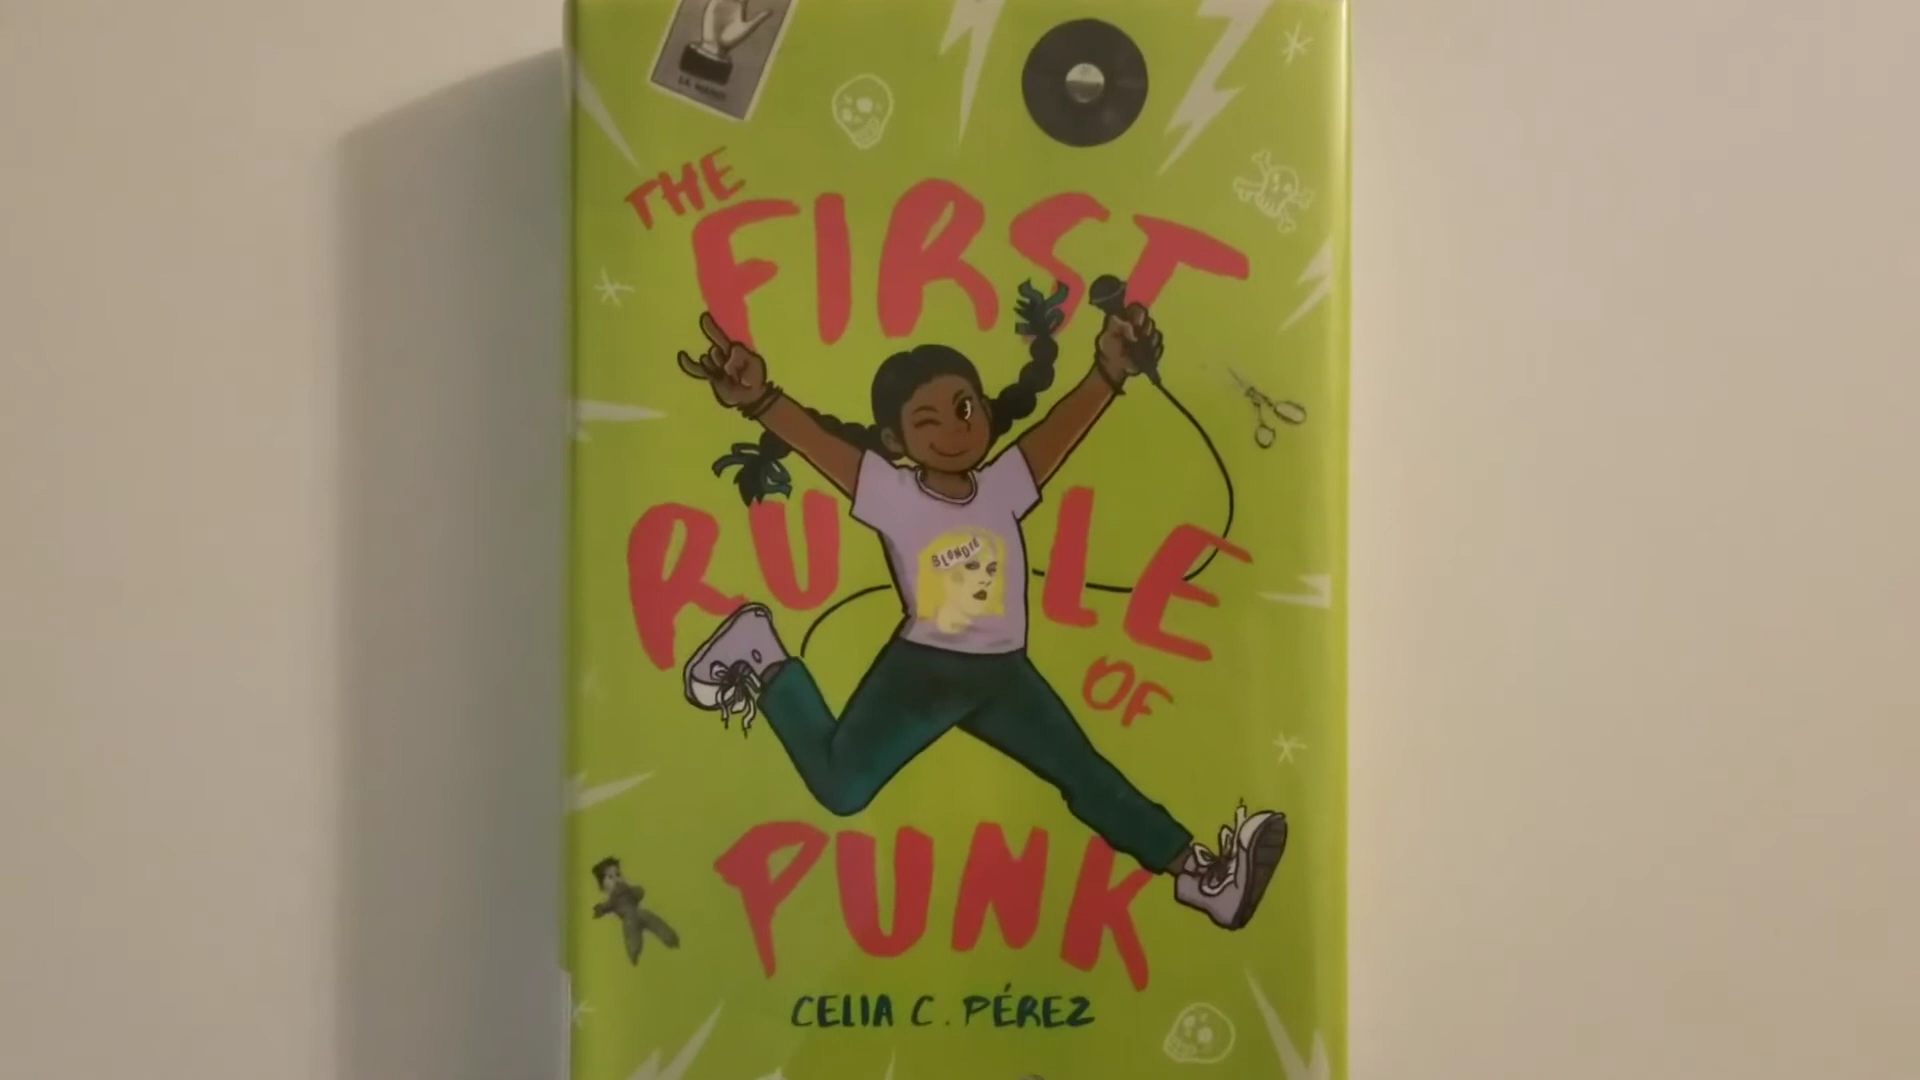 THE
FIRST
RULE
OF
PUNK
BLONDIE
CELIA C. PÉREZ